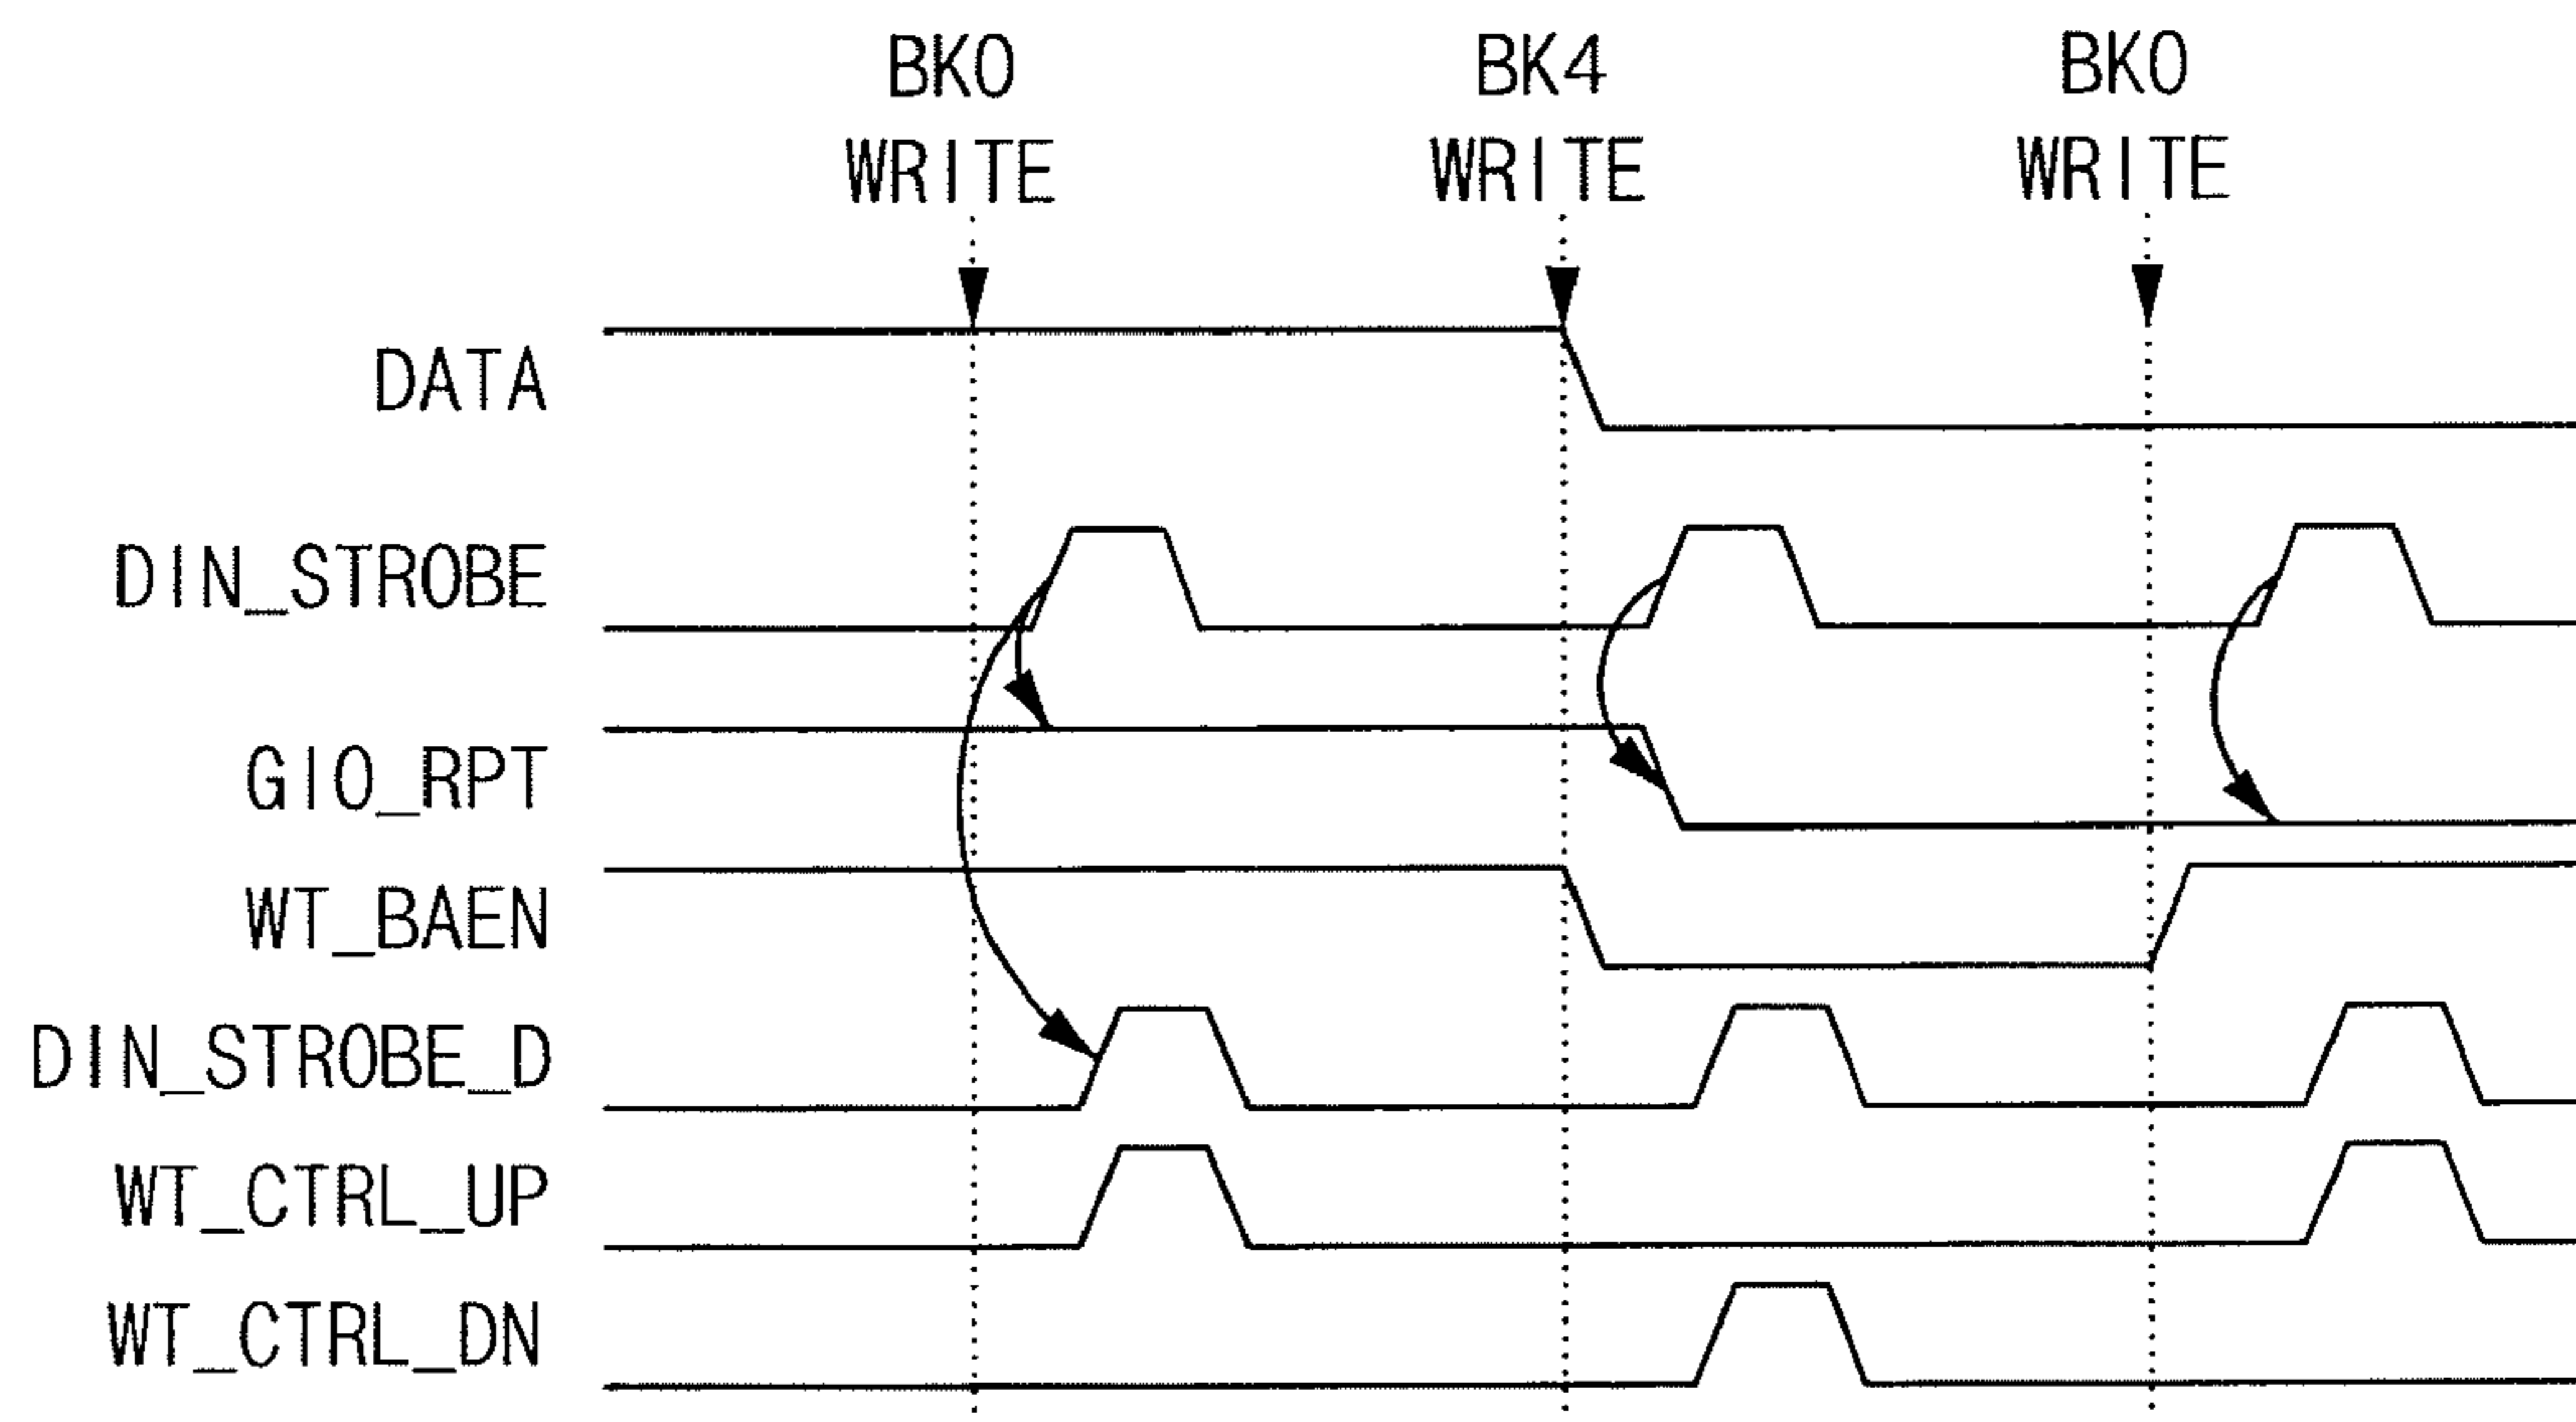 BK0 BK4 BK0
WRITE WRITE WRITE
DATA
DIN_STROBE
GIO_RPT
WT_BAEN
DIN_STROBE_D
WT_CTRL_UP
WT_CTRL_DN